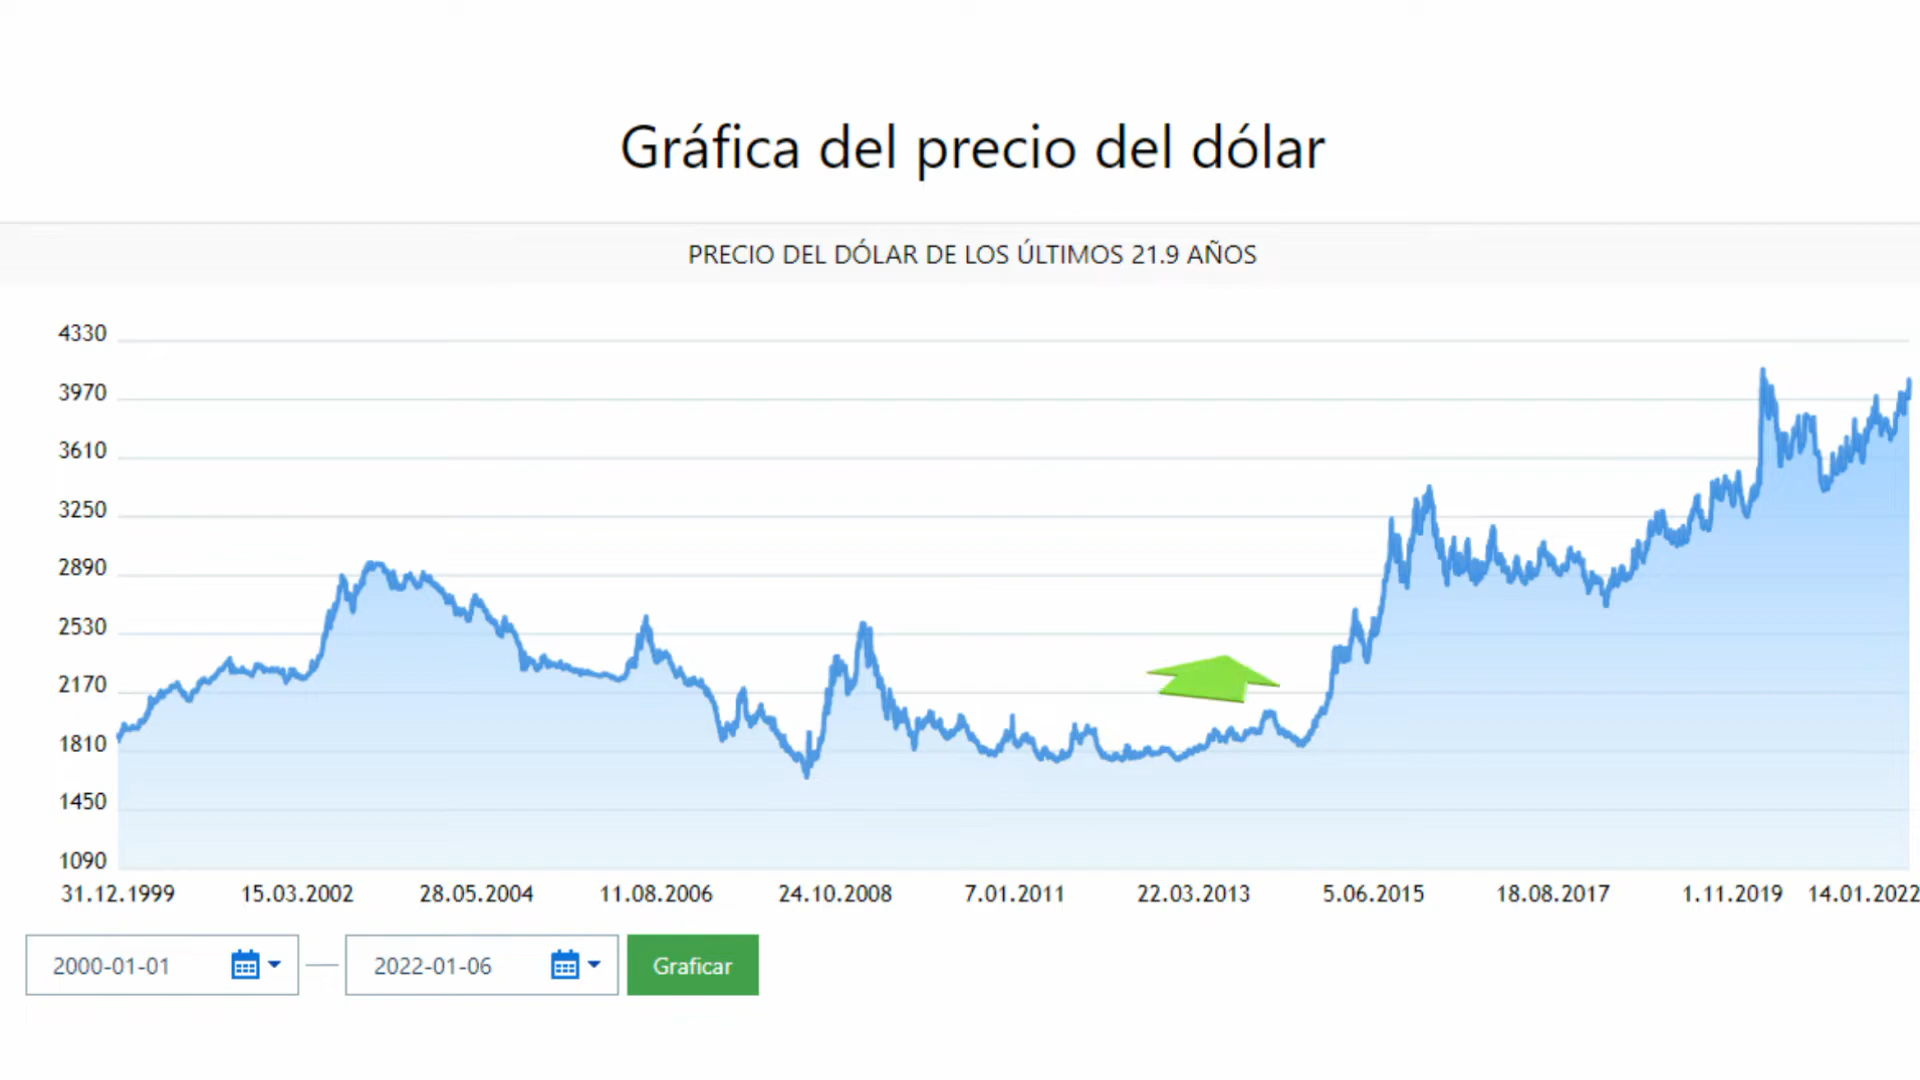 Gráfica del precio del dólar
PRECIO DEL DÓLAR DE LOS ÚLTIMOS 21.9 AÑOS
4330
3970
3610
3250
2890
2530
2170
1810
1450
1090
31.12.1999 15.03.2002 28.05.2004 11.08.2006 24.10.2008 7.01.2011 22.03.2013 5.06.2015 18.08.2017 1.11.2019 14.01.2022
2000-01-01 2022-01-06 Graficar